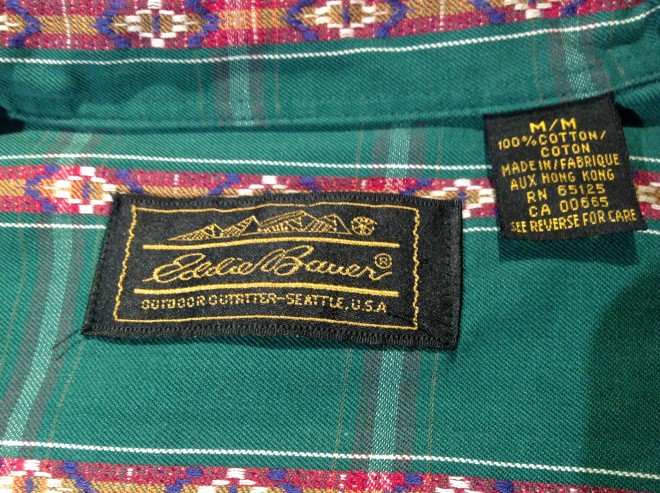 Eddie Bauer®
OUTDOOR OUTFITTER-SEATTLE, U.S.A
M/M
100% COTTON/
COTON
MADE IN/FABRIQUE
AUX HONG KONG
RN 65125
CA 00665
SEE REVERSE FOR CARE